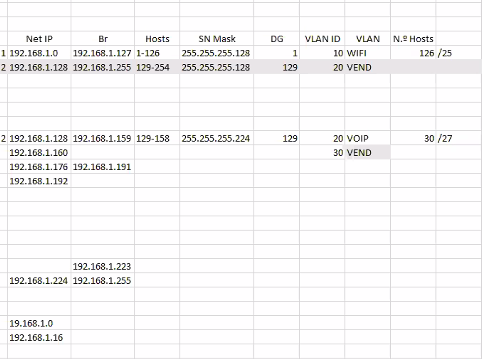 Net IP Br Hosts SN Mask DG VLAN ID VLAN N.º Hosts
1 192.168.1.0 192.168.1.127 1-126 255.255.255.128 1 10 WIFI 126 /25
2 192.168.1.128 192.168.1.255 129-254 255.255.255.128 129 20 VEND
2 192.168.1.128 192.168.1.159 129-158 255.255.255.224 129 20 VOIP 30 /27
192.168.1.160 30 VEND
192.168.1.176 192.168.1.191
192.168.1.192
192.168.1.223
192.168.1.224 192.168.1.255
19.168.1.0
192.168.1.16